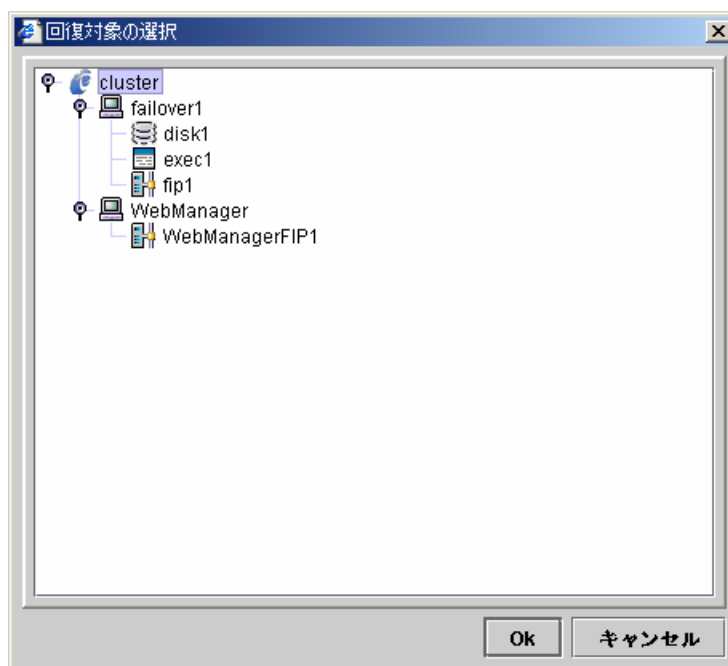 回復対象の選択
cluster
failover1
disk1
exec1
fip1
WebManager
WebManagerFIP1
Ok
キャンセル